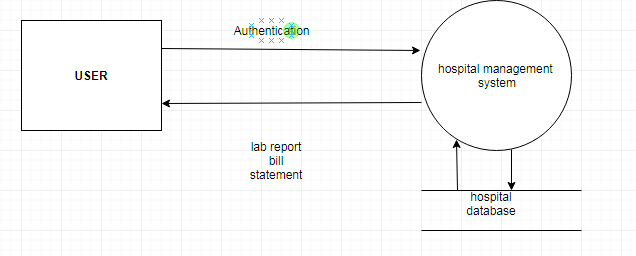 Authentication
USER
hospital management
system
lab report
bill
statement
hospital
database